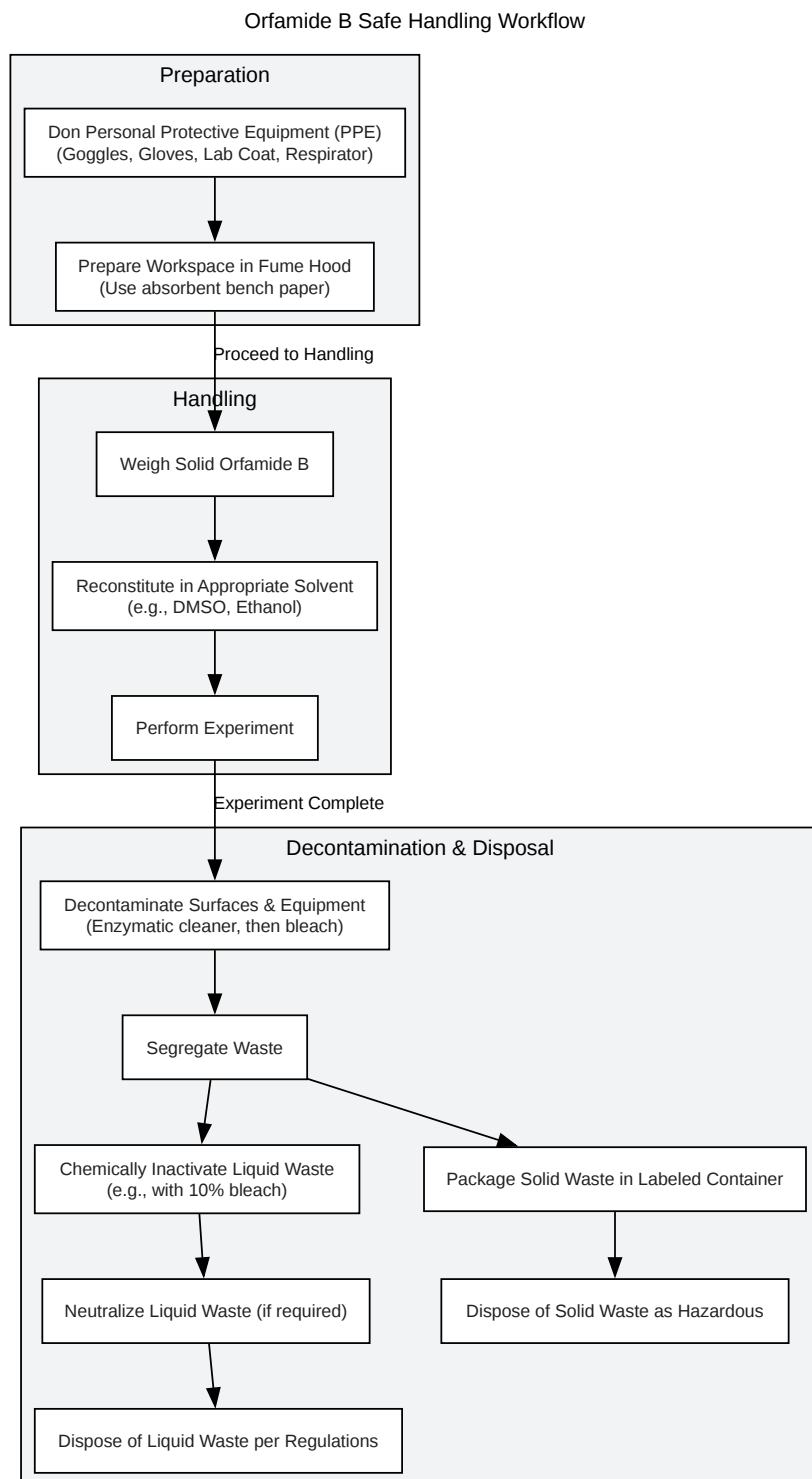 Orfamide B Safe Handling Workflow
Preparation
Don Personal Protective Equipment (PPE)
(Goggles, Gloves, Lab Coat, Respirator)
Prepare Workspace in Fume Hood
(Use absorbent bench paper)
Proceed to Handling
Handling
Weigh Solid Orfamide B
Reconstitute in Appropriate Solvent
(e.g., DMSO, Ethanol)
Perform Experiment
Experiment Complete
Decontamination & Disposal
Decontaminate Surfaces & Equipment
(Enzymatic cleaner, then bleach)
Segregate Waste
Chemically Inactivate Liquid Waste
(e.g., with 10% bleach)
Package Solid Waste in Labeled Container
Neutralize Liquid Waste (if required)
Dispose of Solid Waste as Hazardous
Dispose of Liquid Waste per Regulations